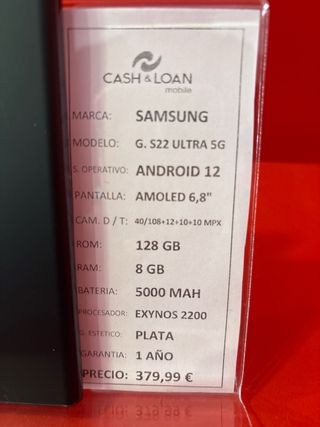 CASH & LOAN
mobile
MARCA: SAMSUNG
MODELO: G. S22 ULTRA 5G
S. OPERATIVO: ANDROID 12
PANTALLA: AMOLED 6,8"
CAM. D / T: 40/108+12+10+10 MPX
ROM: 128 GB
RAM: 8 GB
BATERIA: 5000 MAH
PROCESADOR: EXYNOS 2200
G. ESTETICO: PLATA
GARANTIA: 1 AÑO
PRECIO: 379,99 €